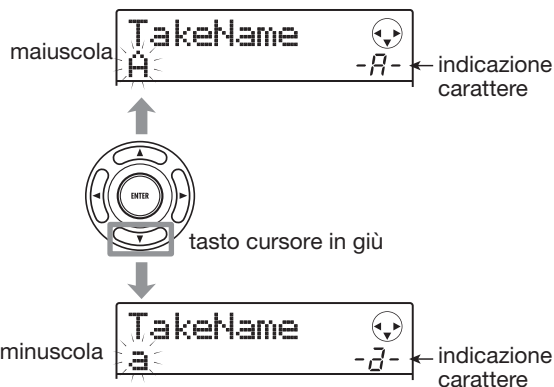 TakeName
maiuscola
A
-A-
indicazione
carattere
ENTER
tasto cursore in giù
TakeName
minuscola
a
-a-
indicazione
carattere